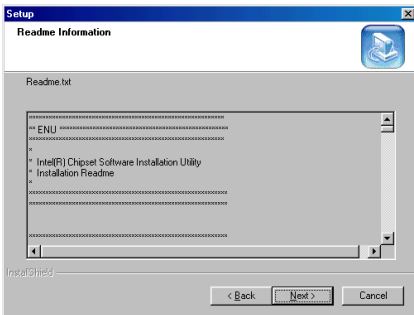 Setup
Readme Information
Readme.txt
************************************************************
** ENU ******************************************************
************************************************************
*
* Intel(R) Chipset Software Installation Utility
* Installation Readme
*
*************************************************************
*************************************************************
*************************************************************
InstallShield
< Back
Next >
Cancel